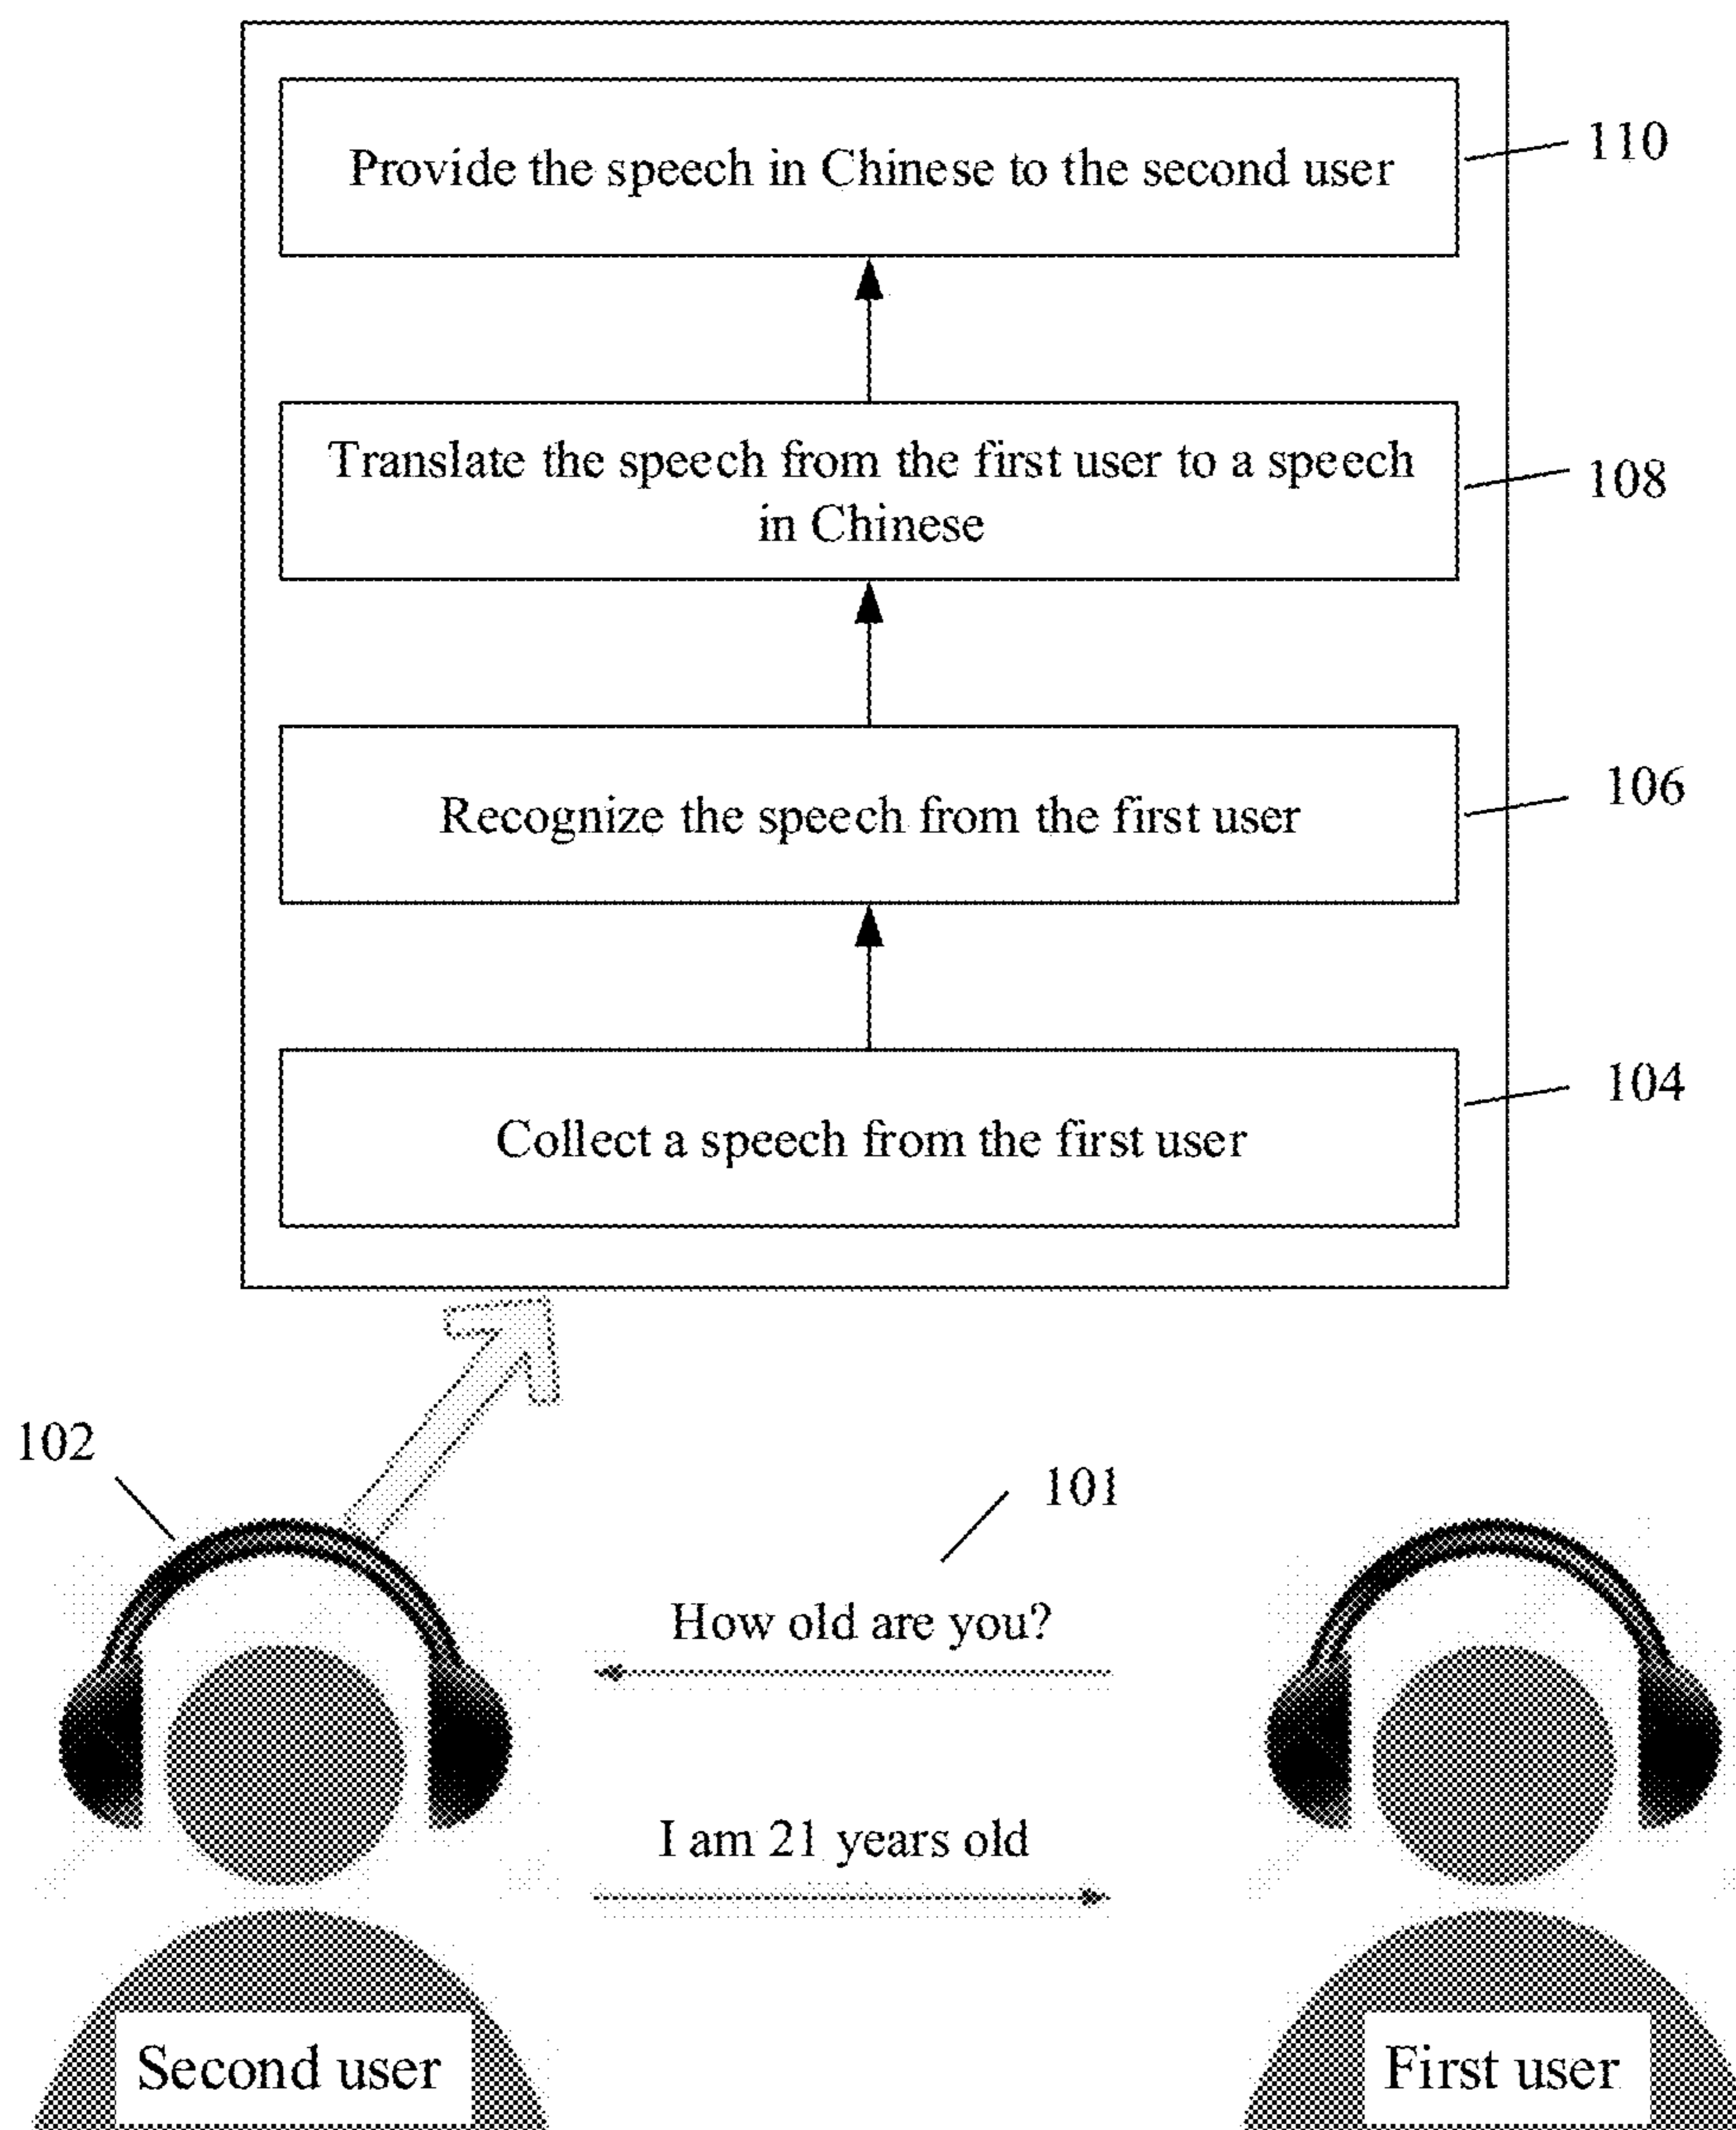 Provide the speech in Chinese to the second user
110
Translate the speech from the first user to a speech
in Chinese
108
Recognize the speech from the first user
106
Collect a speech from the first user
104
102
101
How old are you?
I am 21 years old
Second user
First user